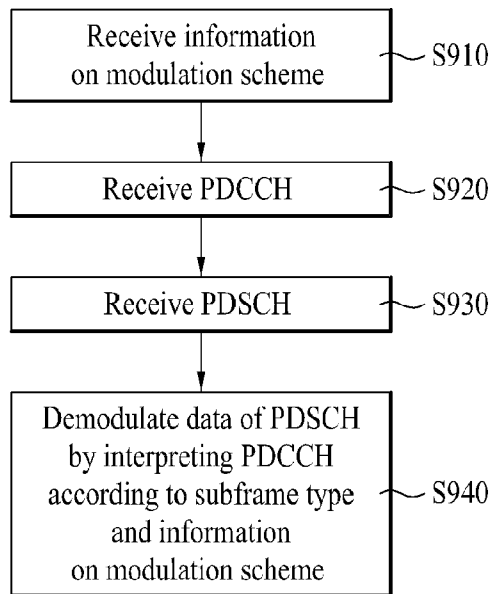 Receive information
on modulation scheme
S910
Receive PDCCH
S920
Receive PDSCH
S930
Demodulate data of PDSCH
by interpreting PDCCH
according to subframe type
and information
on modulation scheme
S940